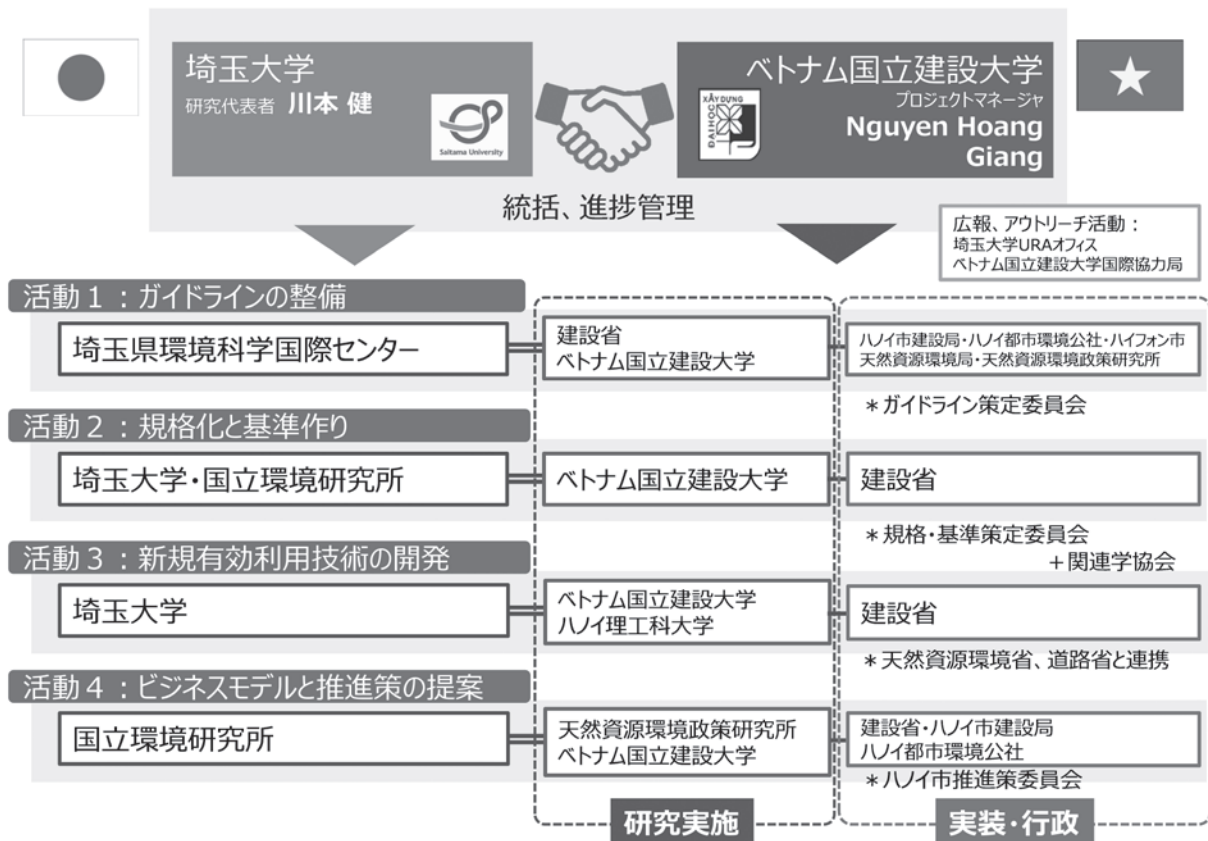 埼玉大学
研究代表者 川本 健
Saitama University
ベトナム国立建設大学
プロジェクトマネージャ
Nguyen Hoang
Giang
XÂY DỰNG
ĐẠI HỌC
統括、進捗管理
広報、アウトリーチ活動：
埼玉大学URAオフィス
ベトナム国立建設大学国際協力局
活動１：ガイドラインの整備
埼玉県環境科学国際センター
建設省
ベトナム国立建設大学
ハノイ市建設局・ハノイ都市環境公社・ハイフォン市
天然資源環境局・天然資源環境政策研究所
＊ガイドライン策定委員会
活動２：規格化と基準作り
埼玉大学・国立環境研究所
ベトナム国立建設大学
建設省
＊規格・基準策定委員会
＋関連学協会
活動３：新規有効利用技術の開発
埼玉大学
ベトナム国立建設大学
ハノイ理工科大学
建設省
＊天然資源環境省、道路省と連携
活動４：ビジネスモデルと推進策の提案
国立環境研究所
天然資源環境政策研究所
ベトナム国立建設大学
建設省・ハノイ市建設局
ハノイ都市環境公社
＊ハノイ市推進策委員会
研究実施
実装・行政